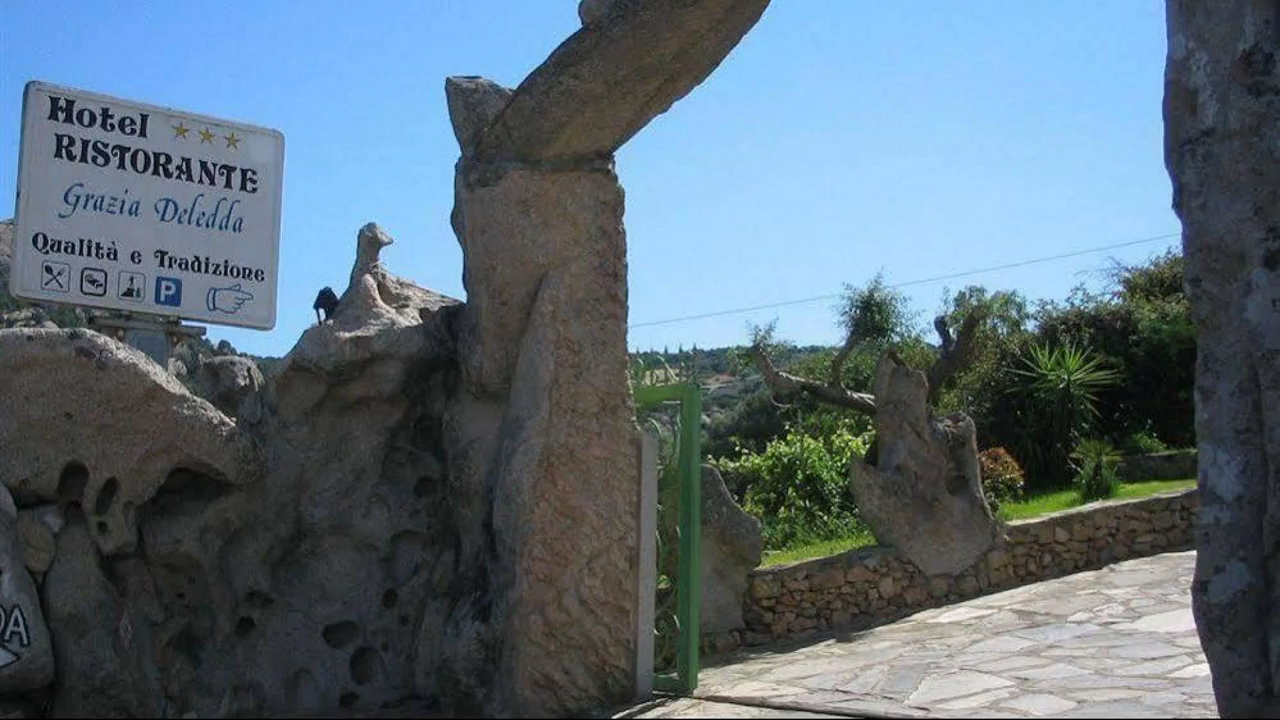 Hotel
RISTORANTE
Grazia Deledda
Qualità e Tradizione
P